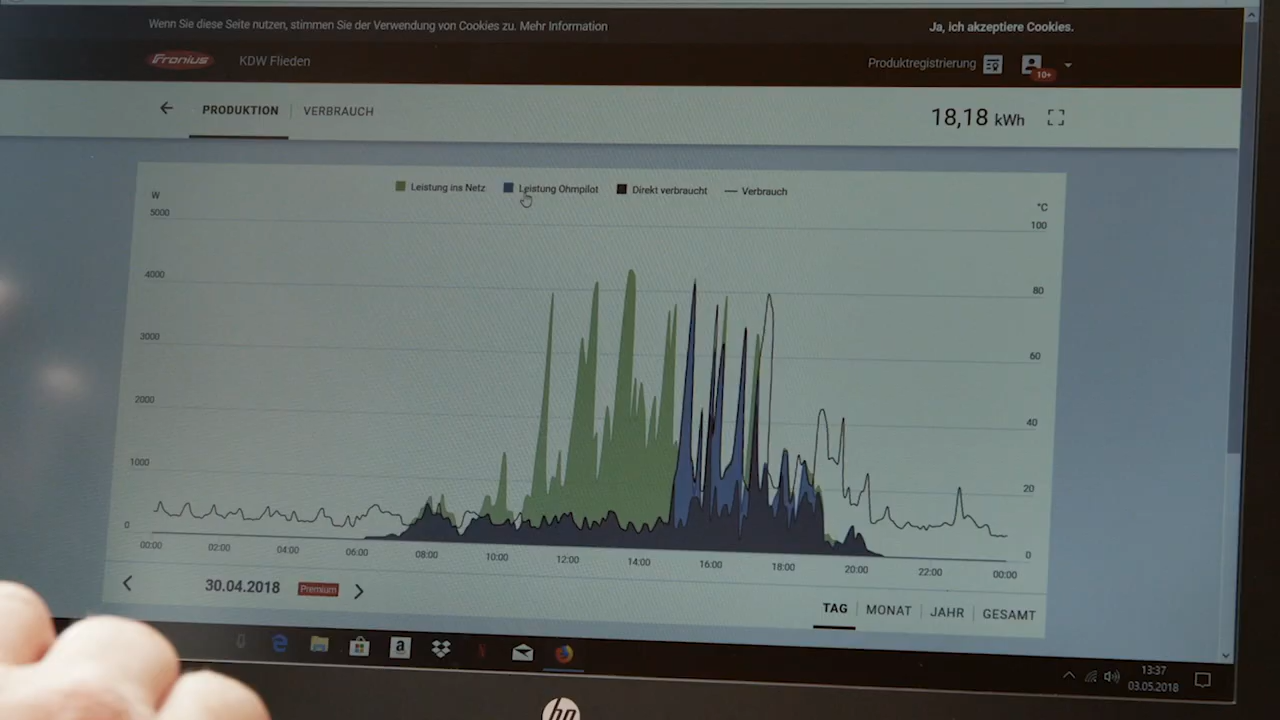 Wenn Sie diese Seite nutzen, stimmen Sie der Verwendung von Cookies zu. Mehr Information
Ja, ich akzeptiere Cookies.
Fronius
KDW Flieden
Produktregistrierung
10+
PRODUKTION
VERBRAUCH
18,18 kWh
Leistung ins Netz
Leistung Ohmpilot
Direkt verbraucht
Verbrauch
W
°C
5000
100
4000
80
3000
60
2000
40
1000
20
0
0
00:00 02:00 04:00 06:00 08:00 10:00 12:00 14:00 16:00 18:00 20:00 22:00 00:00
30.04.2018
Premium
TAG
MONAT
JAHR
GESAMT
a
13:37
03.05.2018
hp